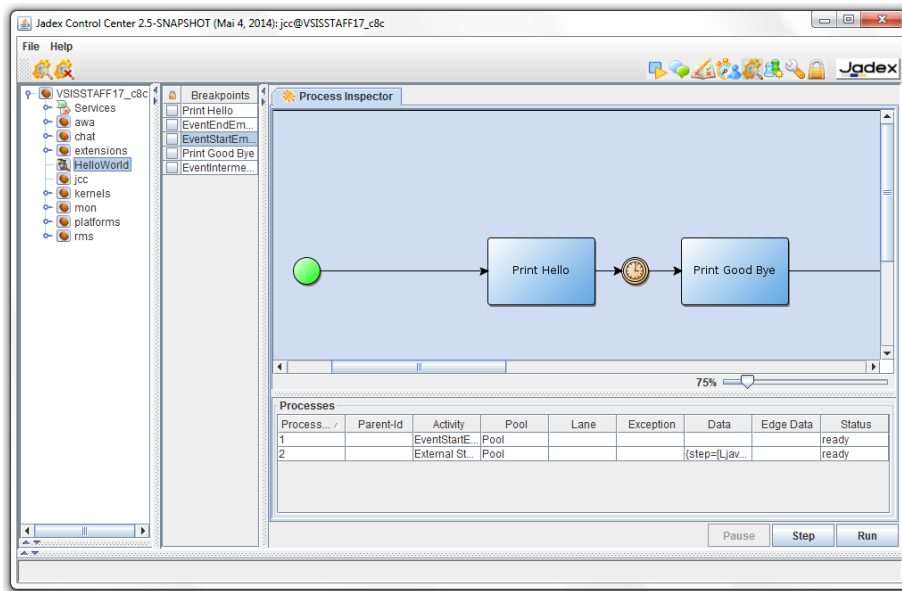 Jadex Control Center 2.5-SNAPSHOT (Mai 4, 2014): jcc@VSISSTAFF17_c8c
File Help
Jadex
VSISSTAFF17_c8c
Services
awa
chat
extensions
HelloWorld
jcc
kernels
mon
platforms
rms
Breakpoints
Print Hello
EventEndEm...
EventStartEm...
Print Good Bye
EventInterme...
Process Inspector
Print Hello
Print Good Bye
75%
Processes
Process... Parent-Id Activity Pool Lane Exception Data Edge Data Status
1 EventStartE... Pool ready
2 External St... Pool {step=[Ljav... ready
Pause Step Run